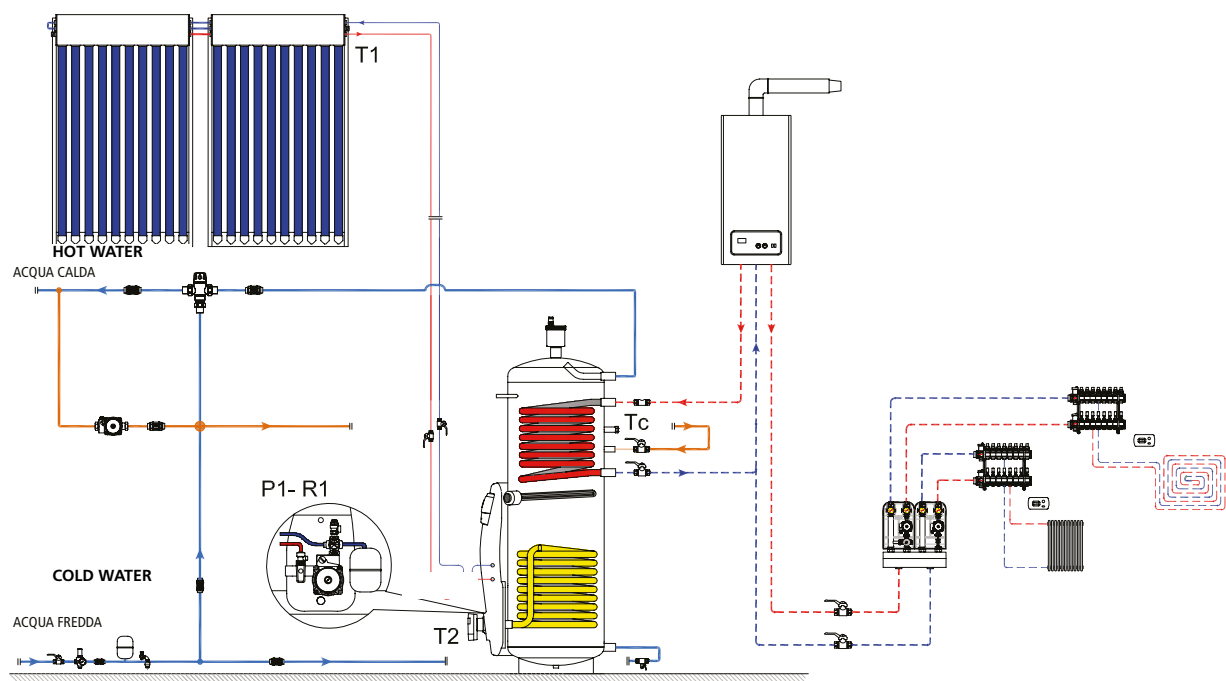 T1
HOT WATER
ACQUA CALDA
Tc
P1- R1
COLD WATER
ACQUA FREDDA
T2